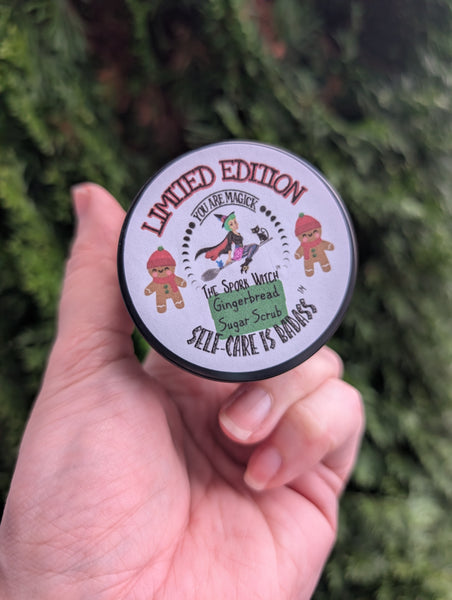 LIMITED EDITION
YOU ARE MAGICK
THE SPORK WITCH
Gingerbread
Sugar Scrub
SELF-CARE IS BADASS